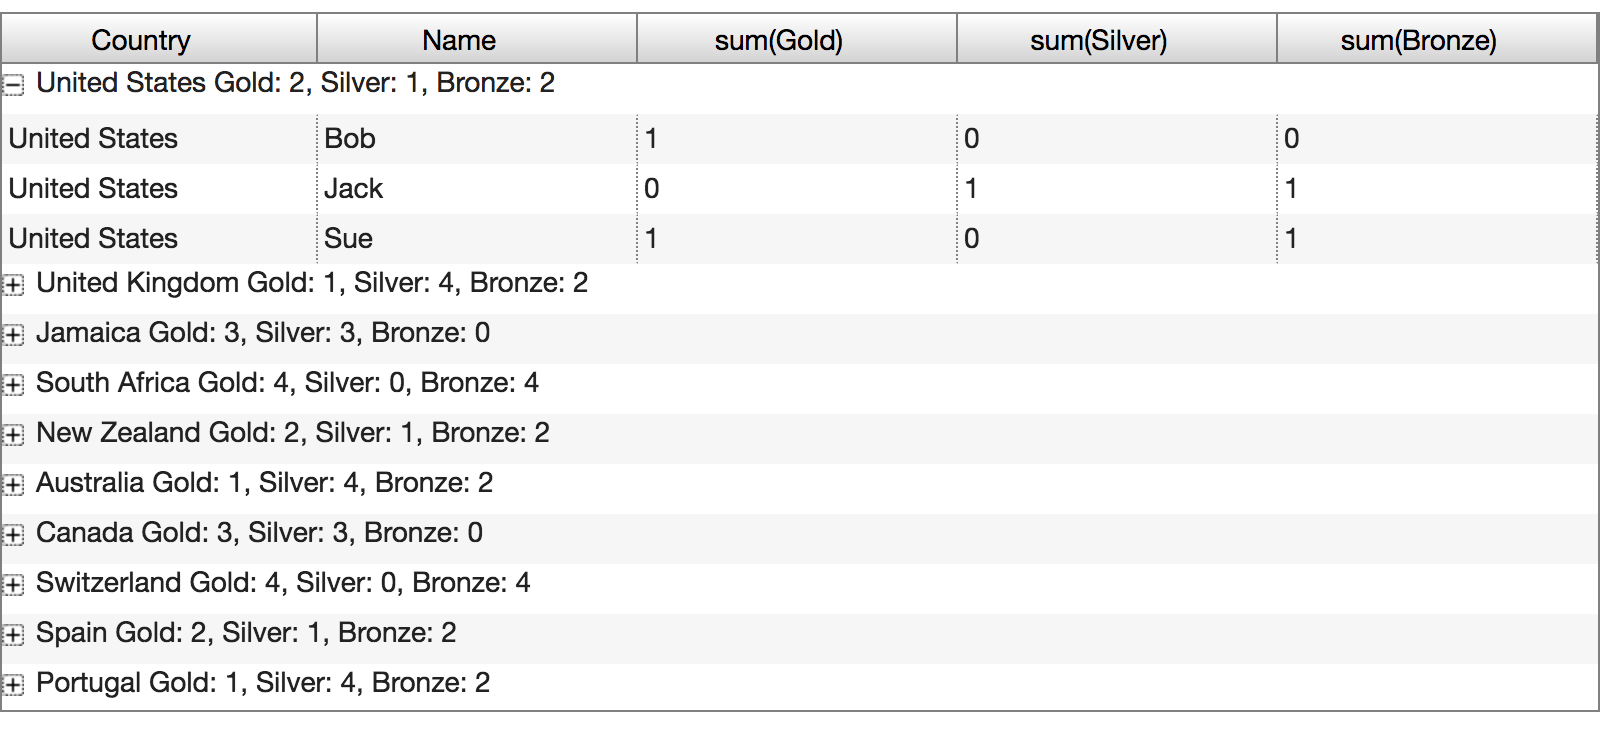 Country Name sum(Gold) sum(Silver) sum(Bronze)
United States Gold: 2, Silver: 1, Bronze: 2
United States Bob 1 0 0
United States Jack 0 1 1
United States Sue 1 0 1
United Kingdom Gold: 1, Silver: 4, Bronze: 2
Jamaica Gold: 3, Silver: 3, Bronze: 0
South Africa Gold: 4, Silver: 0, Bronze: 4
New Zealand Gold: 2, Silver: 1, Bronze: 2
Australia Gold: 1, Silver: 4, Bronze: 2
Canada Gold: 3, Silver: 3, Bronze: 0
Switzerland Gold: 4, Silver: 0, Bronze: 4
Spain Gold: 2, Silver: 1, Bronze: 2
Portugal Gold: 1, Silver: 4, Bronze: 2